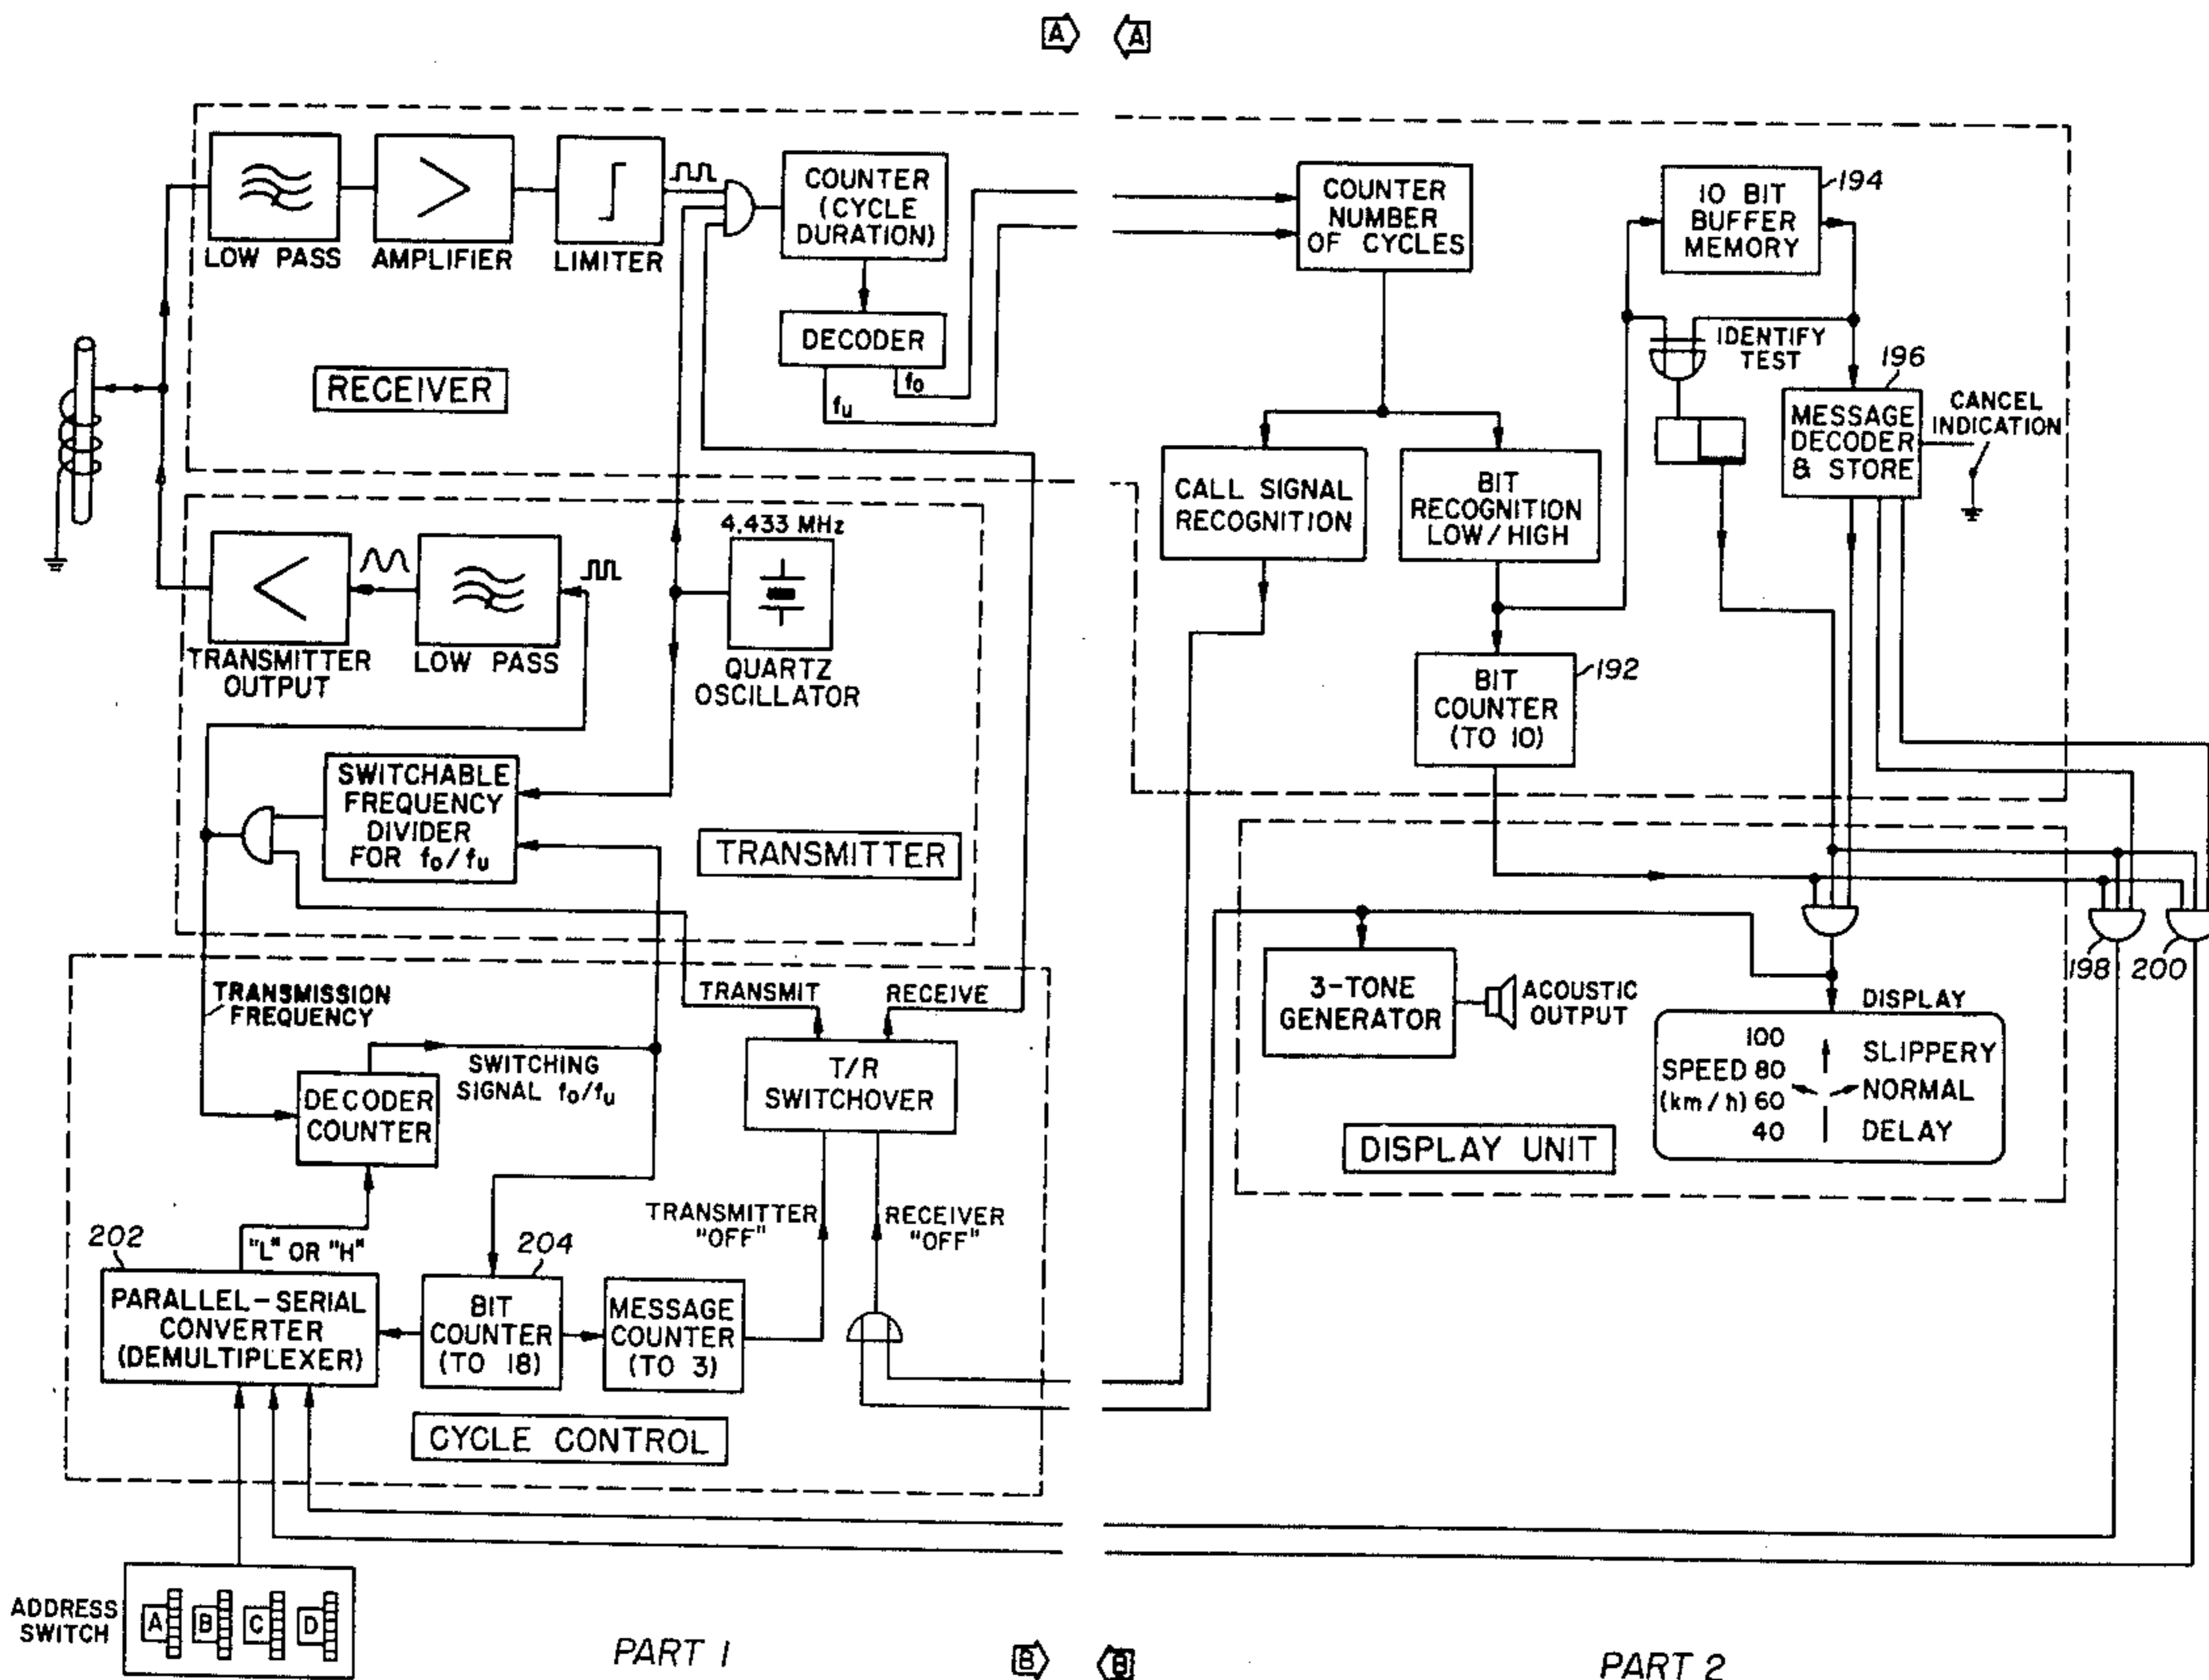 A A
LOW PASS
AMPLIFIER
LIMITER
COUNTER
(CYCLE
DURATION)
DECODER
fo
fu
RECEIVER
COUNTER
NUMBER
OF CYCLES
10 BIT
BUFFER
MEMORY
194
IDENTIFY
TEST
196
MESSAGE
DECODER
& STORE
CANCEL
INDICATION
CALL SIGNAL
RECOGNITION
BIT
RECOGNITION
LOW/HIGH
BIT
COUNTER
(TO 10)
192
TRANSMITTER
OUTPUT
LOW PASS
4.433 MHz
QUARTZ
OSCILLATOR
SWITCHABLE
FREQUENCY
DIVIDER
FOR fo/fu
TRANSMITTER
TRANSMISSION
FREQUENCY
TRANSMIT
RECEIVE
DECODER
COUNTER
SWITCHING
SIGNAL fo/fu
T/R
SWITCHOVER
TRANSMITTER
"OFF"
RECEIVER
"OFF"
202
"L" OR "H"
PARALLEL-SERIAL
CONVERTER
(DEMULTIPLEXER)
204
BIT
COUNTER
(TO 18)
MESSAGE
COUNTER
(TO 3)
CYCLE CONTROL
3-TONE
GENERATOR
ACOUSTIC
OUTPUT
198 200
DISPLAY
100
SPEED 80
(km/h) 60
40
SLIPPERY
NORMAL
DELAY
DISPLAY UNIT
ADDRESS
SWITCH
A B C D
PART 1
B B
PART 2